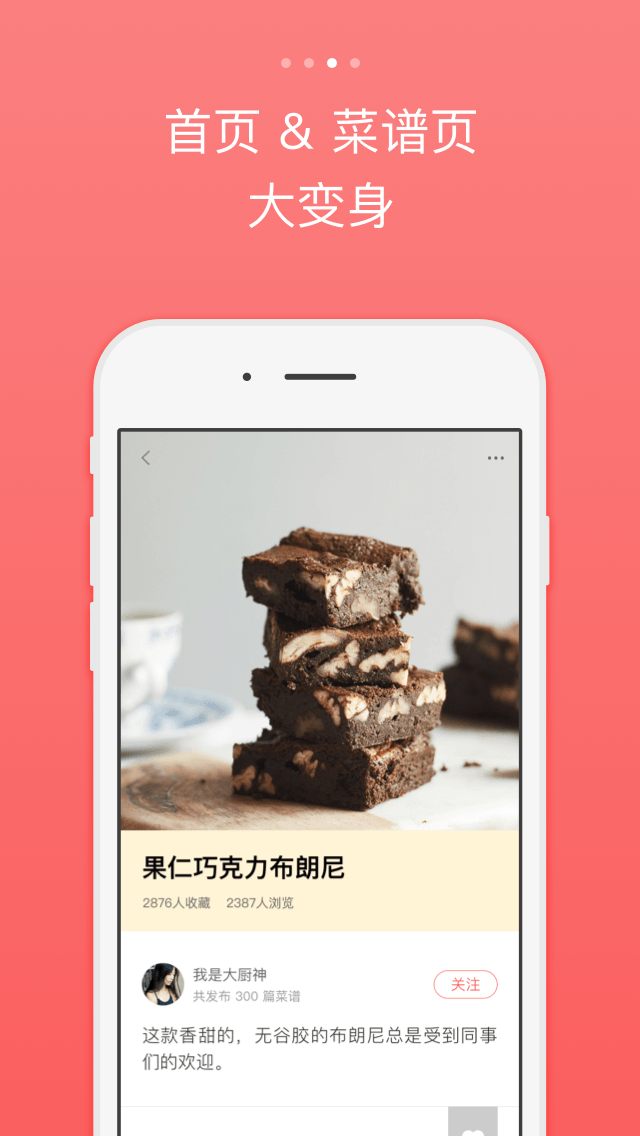 首页 & 菜谱页
大变身
果仁巧克力布朗尼
2876人收藏 2387人浏览
我是大厨神
共发布 300 篇菜谱
关注
这款香甜的，无谷胶的布朗尼总是受到同事
们的欢迎。